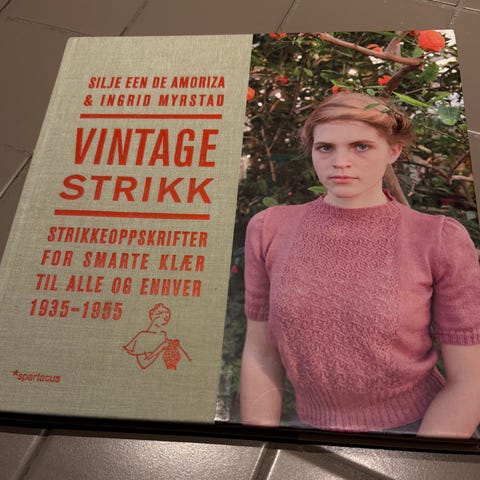 SILJE EEN DE AMORIZA
& INGRID MYRSTAD
VINTAGE
STRIKK
STRIKKEOPPSKRIFTER
FOR SMARTE KLÆR
TIL ALLE OG ENHVER
1935-1955
*spartacus